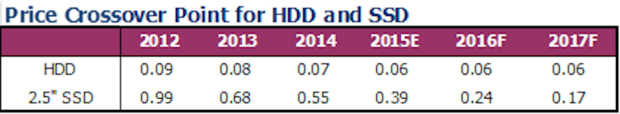 Price Crossover Point for HDD and SSD
2012 2013 2014 2015E 2016F 2017F
HDD 0.09 0.08 0.07 0.06 0.06 0.06
2.5" SSD 0.99 0.68 0.55 0.39 0.24 0.17